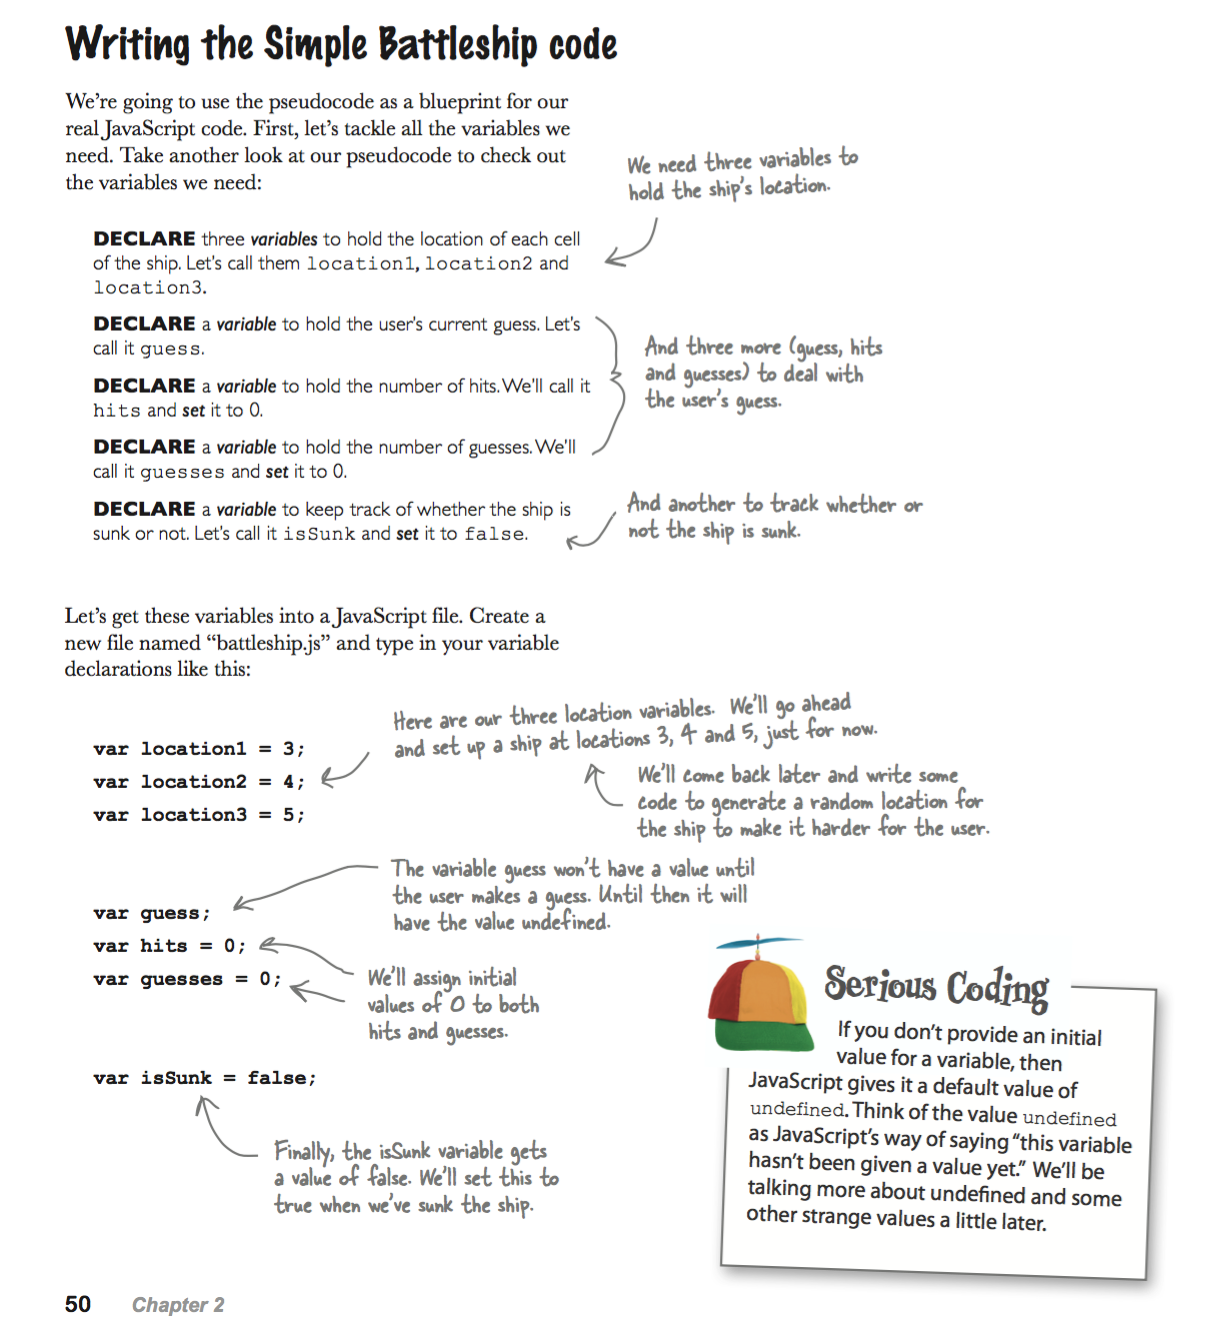 Writing the Simple Battleship code
We're going to use the pseudocode as a blueprint for our
real JavaScript code. First, let's tackle all the variables we
need. Take another look at our pseudocode to check out
the variables we need:
We need three variables to
hold the ship's location.
DECLARE three variables to hold the location of each cell
of the ship. Let's call them location1, location2 and
location3.
DECLARE a variable to hold the user's current guess. Let's
call it guess.
DECLARE a variable to hold the number of hits. We'll call it
hits and set it to 0.
DECLARE a variable to hold the number of guesses. We'll
call it guesses and set it to 0.
And three more (guess, hits
and guesses) to deal with
the user's guess.
DECLARE a variable to keep track of whether the ship is
sunk or not. Let's call it isSunk and set it to false.
And another to track whether or
not the ship is sunk.
Let's get these variables into a JavaScript file. Create a
new file named “battleship.js” and type in your variable
declarations like this:
Here are our three location variables. We'll go ahead
and set up a ship at locations 3, 4 and 5, just for now.
var location1 = 3;
var location2 = 4;
var location3 = 5;
We'll come back later and write some
code to generate a random location for
the ship to make it harder for the user.
The variable guess won't have a value until
the user makes a guess. Until then it will
have the value undefined.
var guess;
var hits = 0;
var guesses = 0;
We'll assign initial
values of 0 to both
hits and guesses.
var isSunk = false;
Finally, the isSunk variable gets
a value of false. We'll set this to
true when we've sunk the ship.
Serious Coding
If you don't provide an initial
value for a variable, then
JavaScript gives it a default value of
undefined. Think of the value undefined
as JavaScript's way of saying “this variable
hasn't been given a value yet.” We'll be
talking more about undefined and some
other strange values a little later.
50 Chapter 2